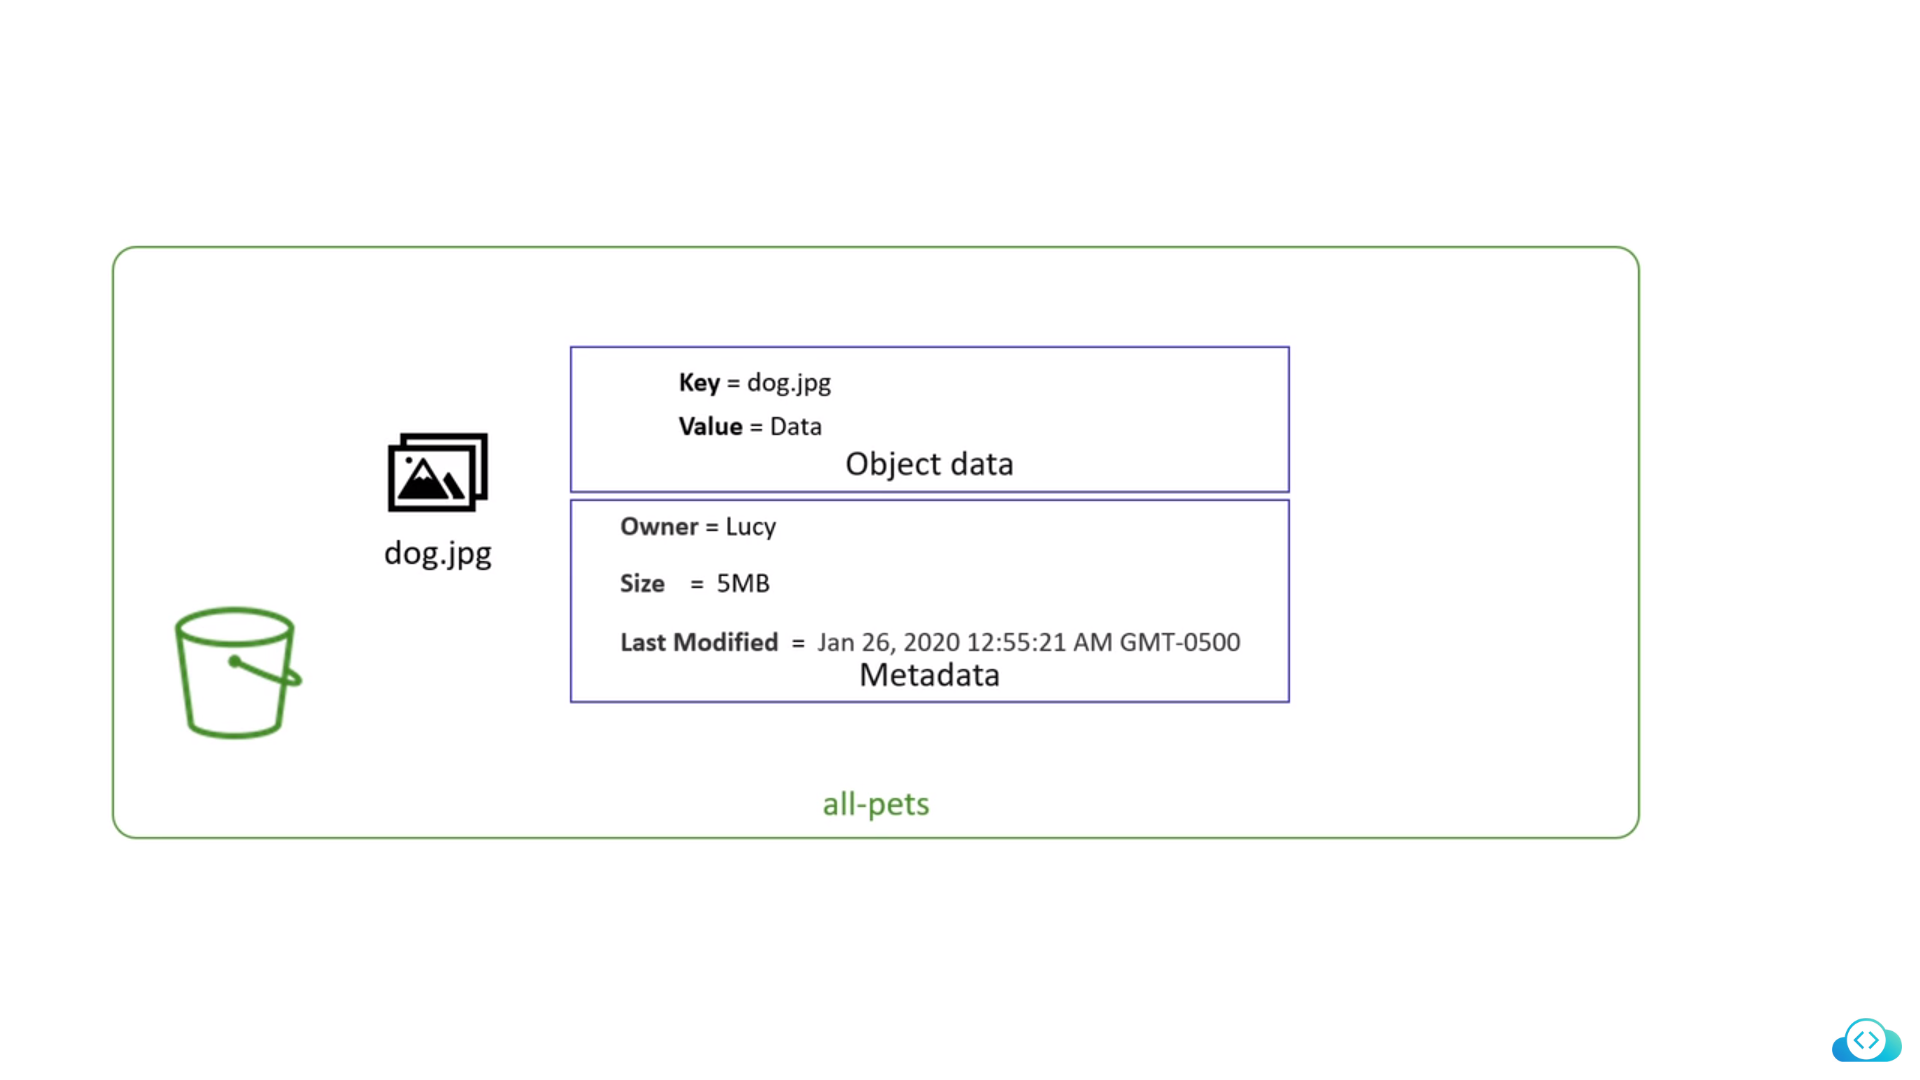 Key = dog.jpg
Value = Data
Object data
dog.jpg
Owner = Lucy
Size = 5MB
Last Modified = Jan 26, 2020 12:55:21 AM GMT-0500
Metadata
all-pets